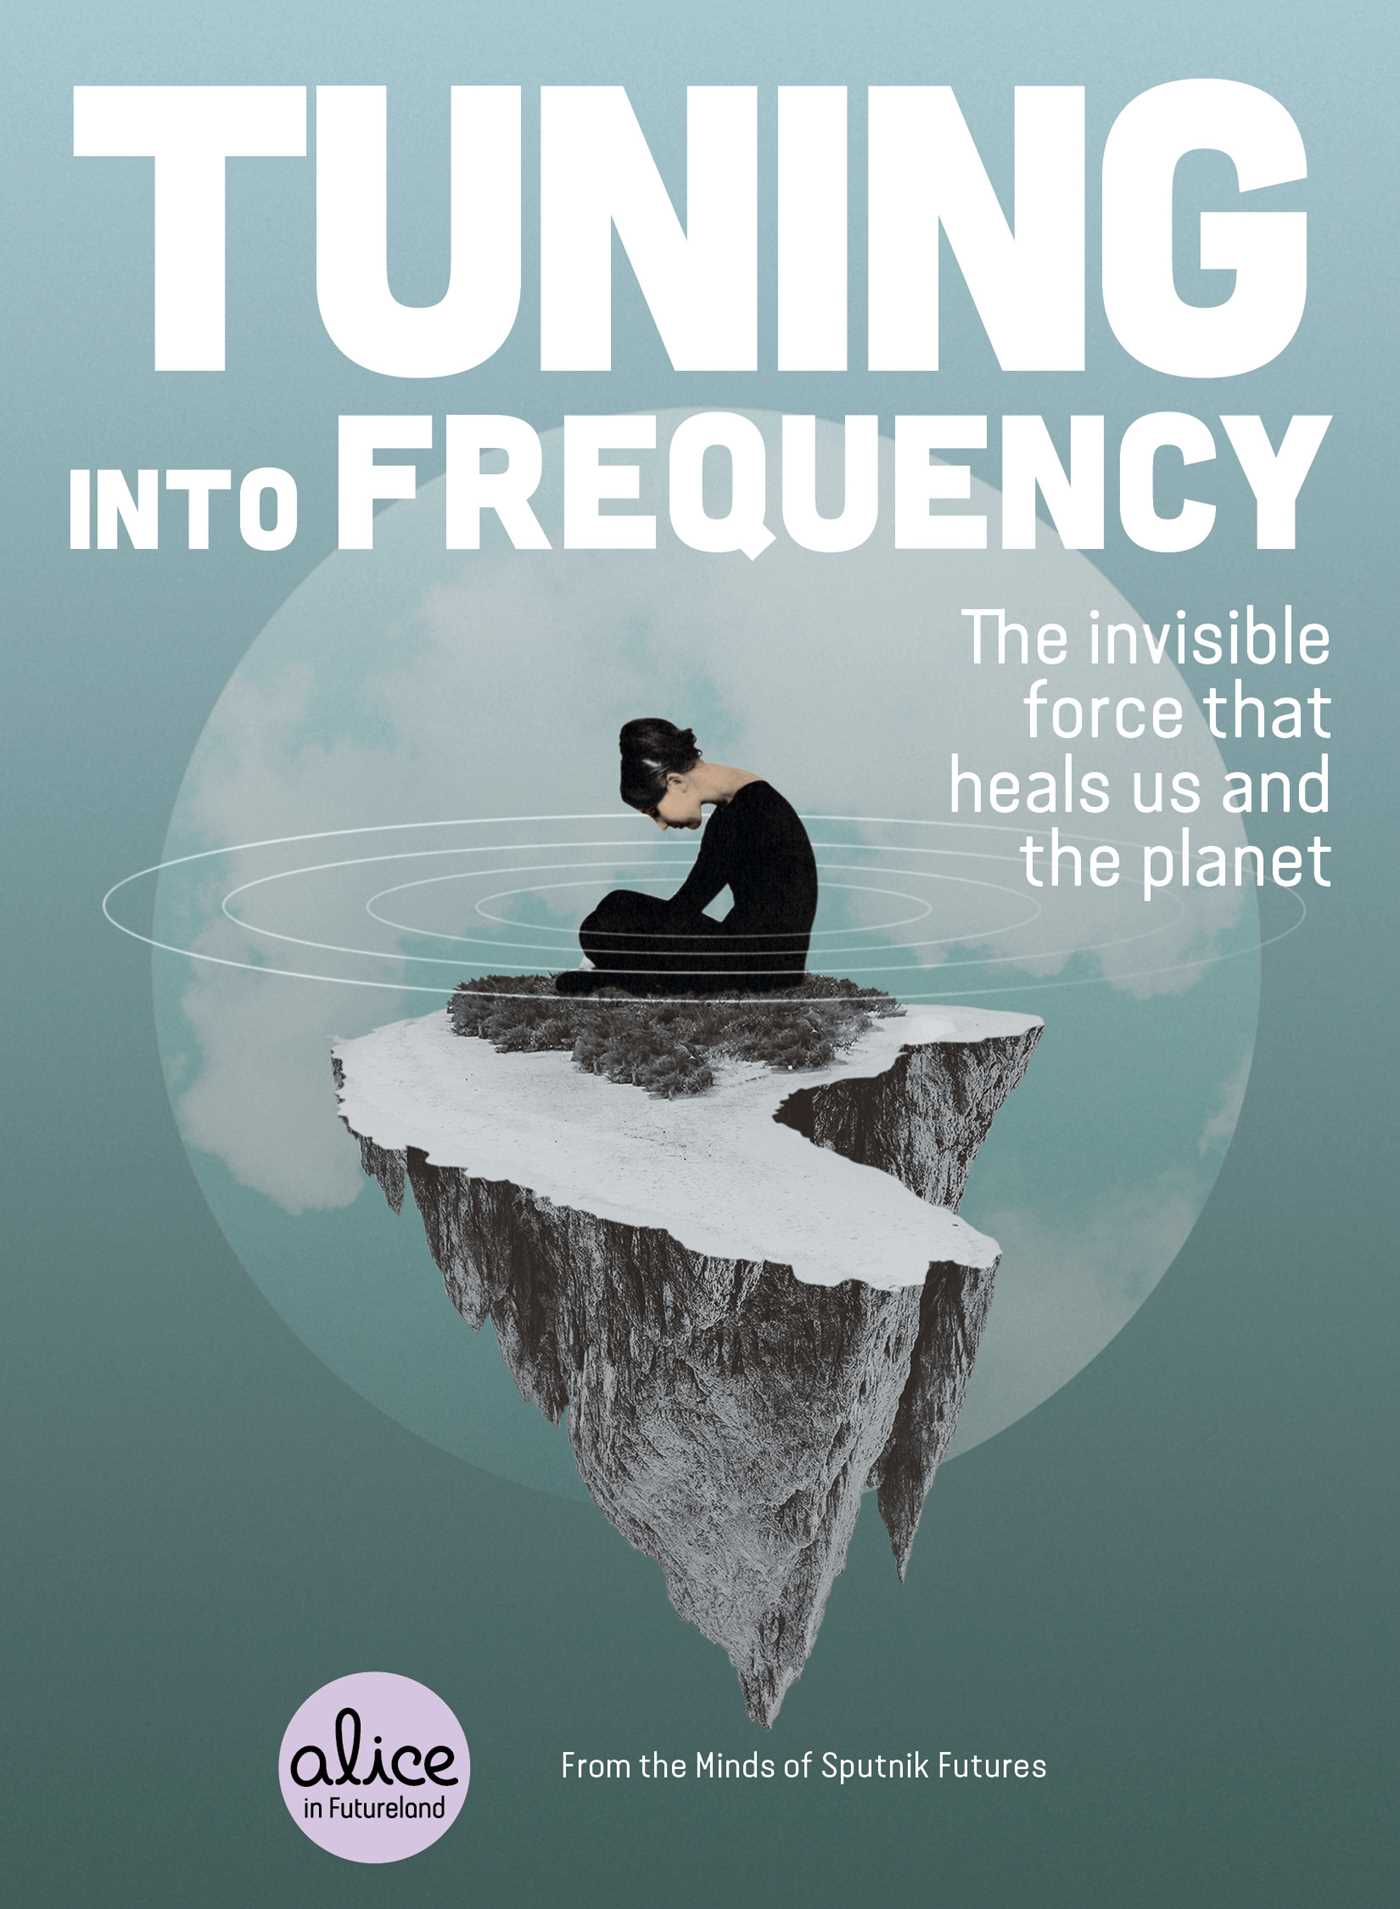 TUNING
INTO FREQUENCY
The invisible
force that
heals us and
the planet
alice
in Futureland
From the Minds of Sputnik Futures